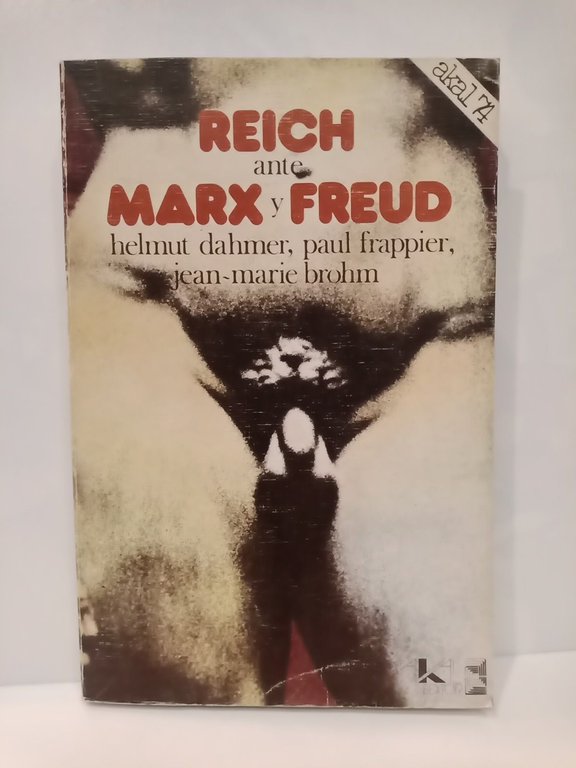 akal 74
REICH
ante
MARX y FREUD
helmut dahmer, paul frappier,
jean-marie brohm